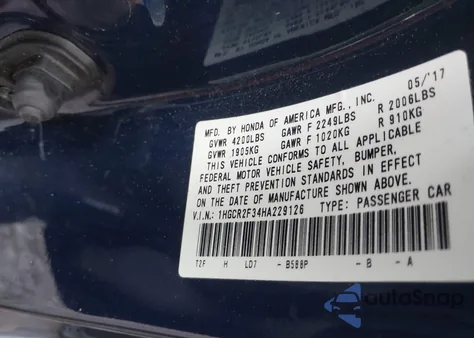 05/'17
MFD. BY HONDA OF AMERICA MFG., INC.
GVWR 4200LBS GAWR F 2249LBS R 2006LBS
GVWR 1905KG GAWR F 1020KG R 910KG
THIS VEHICLE CONFORMS TO ALL APPLICABLE
FEDERAL MOTOR VEHICLE SAFETY, BUMPER,
AND THEFT PREVENTION STANDARDS IN EFFECT
ON THE DATE OF MANUFACTURE SHOWN ABOVE.
V.I.N.: 1HGCR2F34HA229126 TYPE: PASSENGER CAR
T2F H LD7 -B588P -B -A
autoSnap